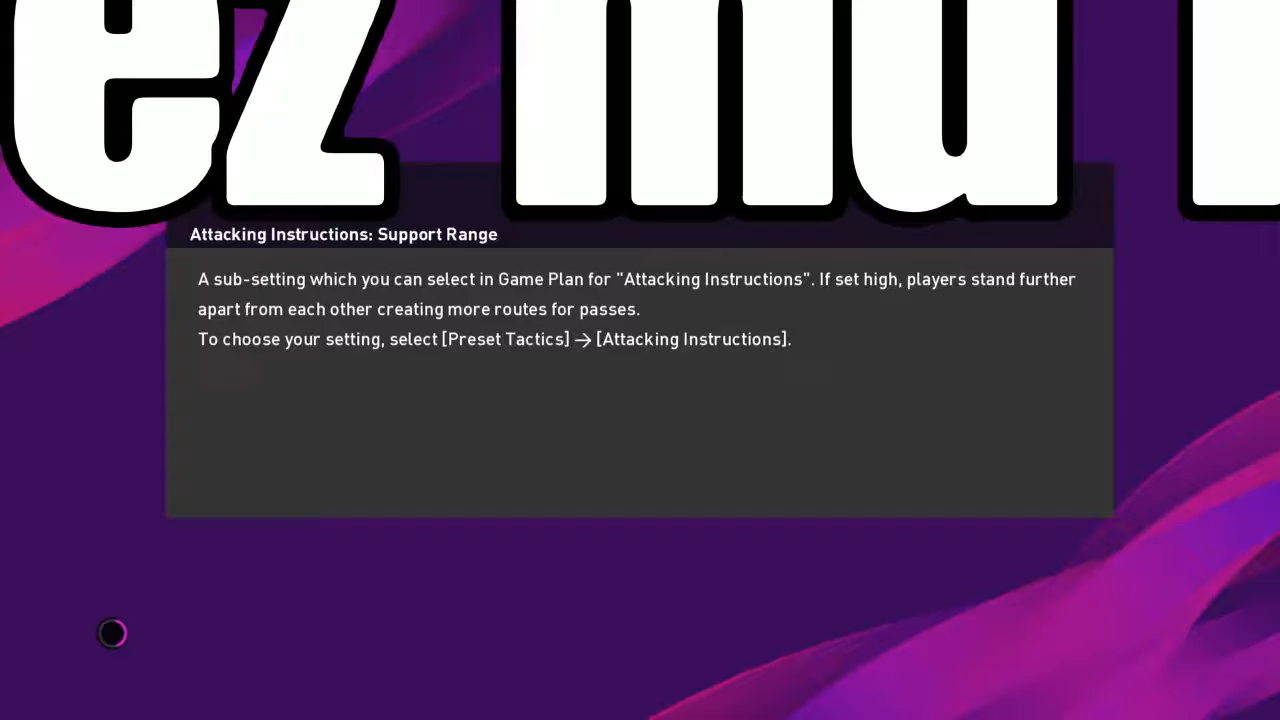 ez mu
Attacking Instructions: Support Range
A sub-setting which you can select in Game Plan for "Attacking Instructions". If set high, players stand further
apart from each other creating more routes for passes.
To choose your setting, select [Preset Tactics] → [Attacking Instructions].